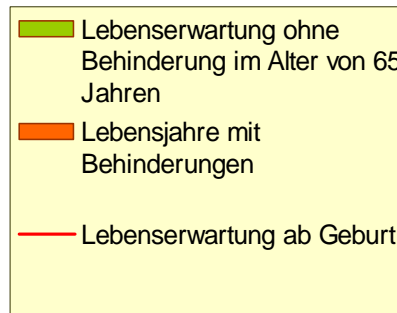 Lebenserwartung ohne
Behinderung im Alter von 65
Jahren
Lebensjahre mit
Behinderungen
Lebenserwartung ab Geburt